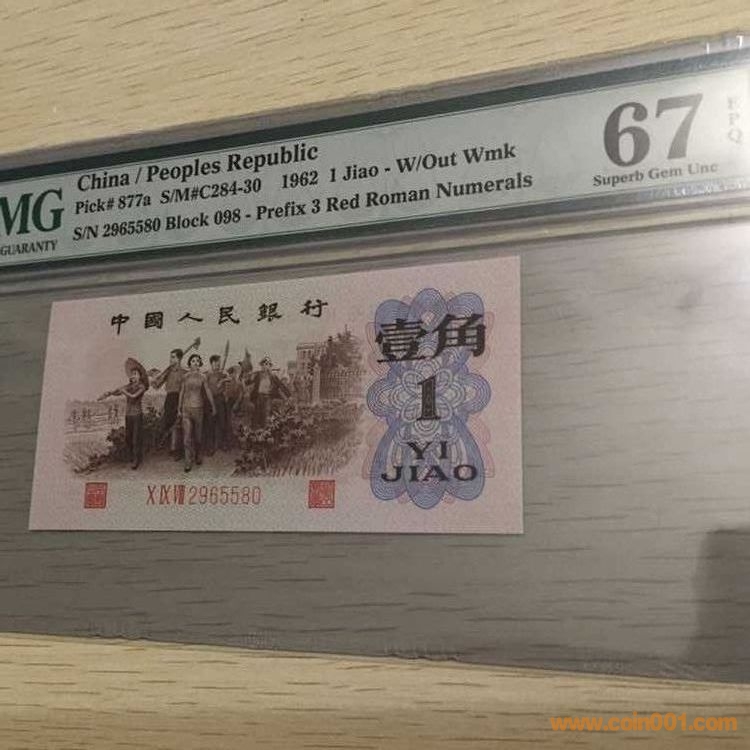 MG
GUARANTY
China / Peoples Republic
Pick# 877a S/M#C284-30 1962 1 Jiao - W/Out Wmk
S/N 2965580 Block 098 - Prefix 3 Red Roman Numerals
67
EPQ
Superb Gem Unc
中國人民銀行
壹角
1
YI
JIAO
X IX VIII 2965580
www.coin001.com